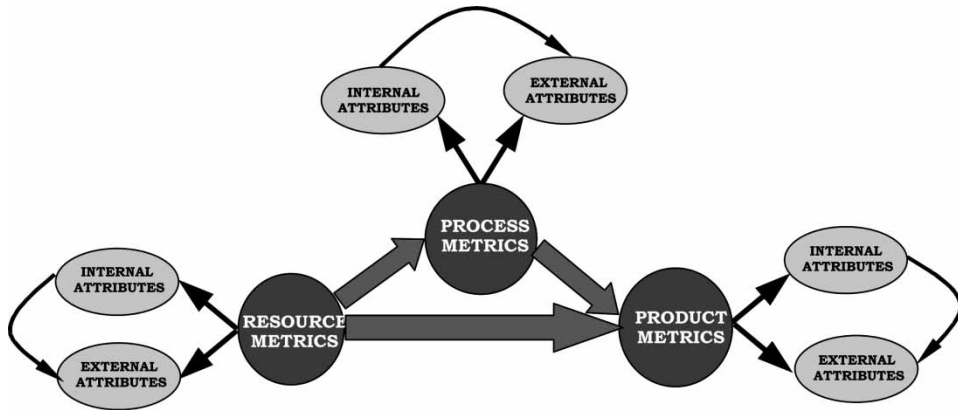 INTERNAL
ATTRIBUTES
EXTERNAL
ATTRIBUTES
PROCESS
METRICS
INTERNAL
ATTRIBUTES
EXTERNAL
ATTRIBUTES
RESOURCE
METRICS
PRODUCT
METRICS
INTERNAL
ATTRIBUTES
EXTERNAL
ATTRIBUTES